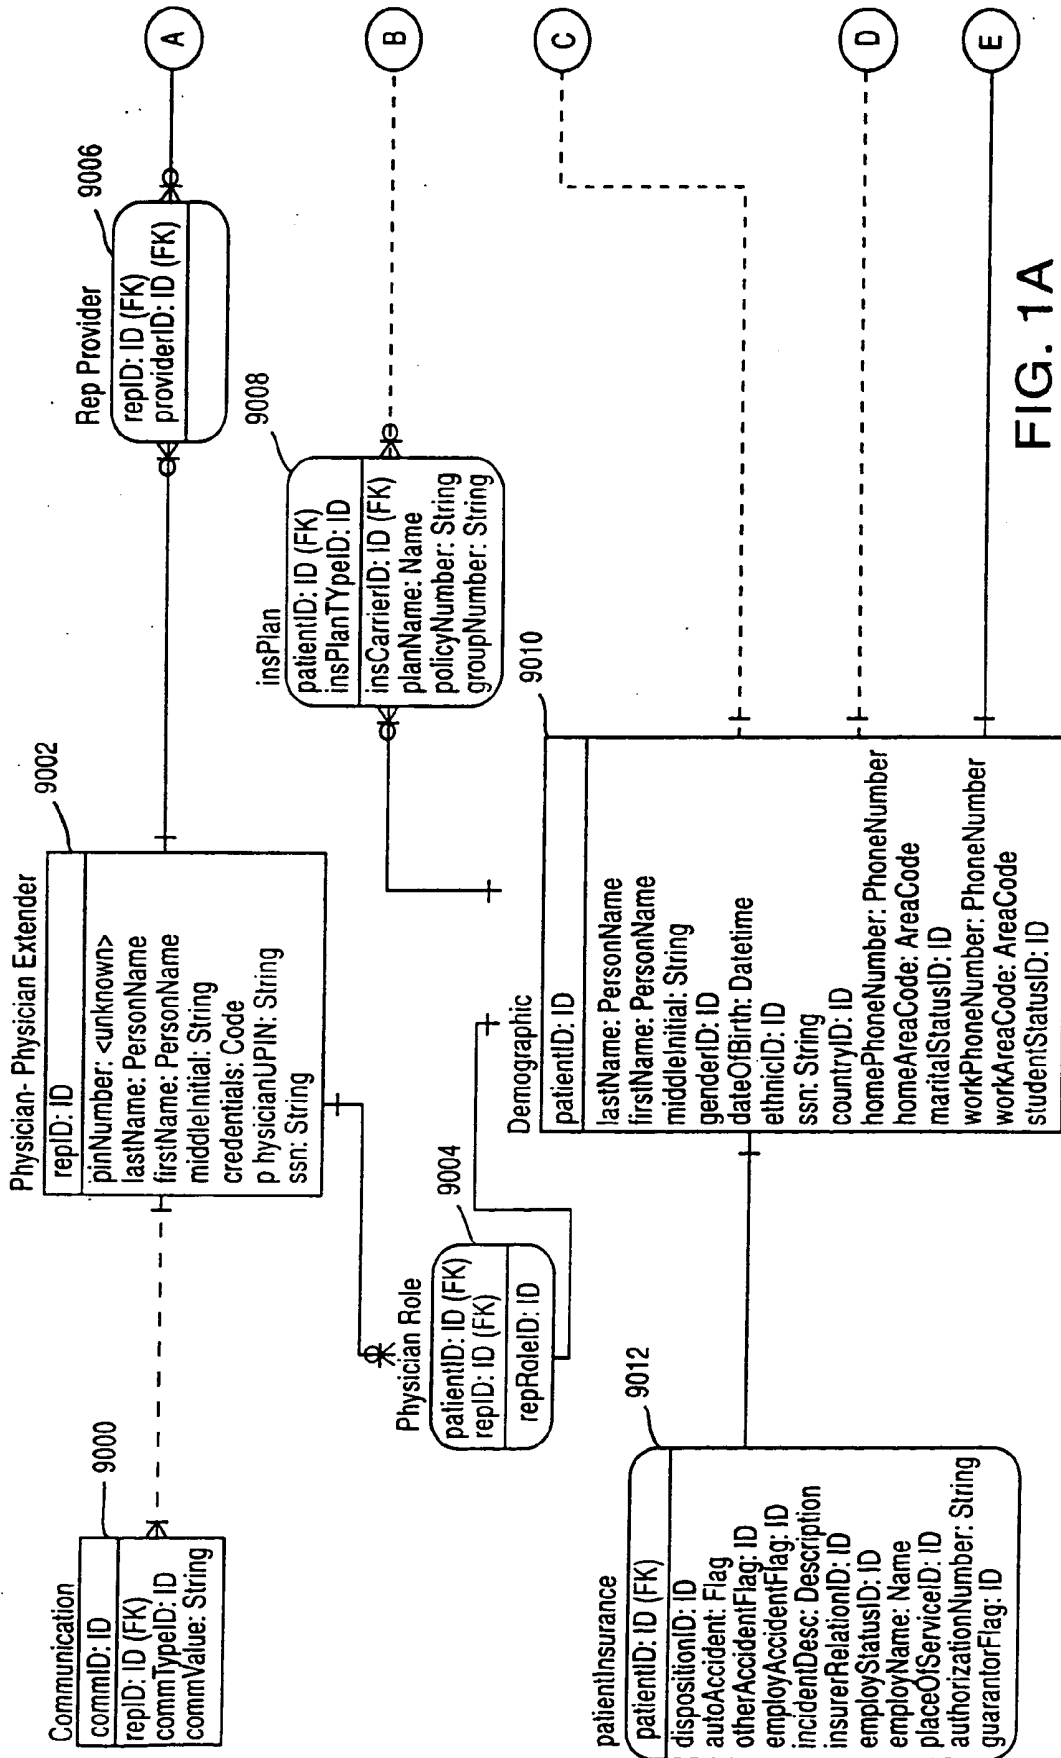 Communication
9000
commID: ID
repID: ID (FK)
commTypeID: ID
commValue: String
Physician- Physician Extender
9002
repID: ID
pinNumber: <unknown>
lastName: PersonName
firstName: PersonName
middleInitial: String
credentials: Code
p hysicianUPIN: String
ssn: String
Rep Provider
9006
repID: ID (FK)
providerID: ID (FK)
A
Physician Role
9004
patientID: ID (FK)
repID: ID (FK)
repRoleID: ID
insPlan
9008
patientID: ID (FK)
insPlanTYpeID: ID
insCarrierID: ID (FK)
planName: Name
policyNumber: String
groupNumber: String
B
patientInsurance
9012
patientID: ID (FK)
dispositionID: ID
autoAccident: Flag
otherAccidentFlag: ID
employAccidentFlag: ID
incidentDesc: Description
insurerRelationID: ID
employStatusID: ID
employName: Name
placeOfServiceID: ID
authorizationNumber: String
guarantorFlag: ID
Demographic
9010
patientID: ID
lastName: PersonName
firstName: PersonName
middleInitial: String
genderID: ID
dateOfBirth: Datetime
ethnicID: ID
ssn: String
countryID: ID
homePhoneNumber: PhoneNumber
homeAreaCode: AreaCode
maritalStatusID: ID
workPhoneNumber: PhoneNumber
workAreaCode: AreaCode
studentStatusID: ID
C
D
E
FIG. 1A